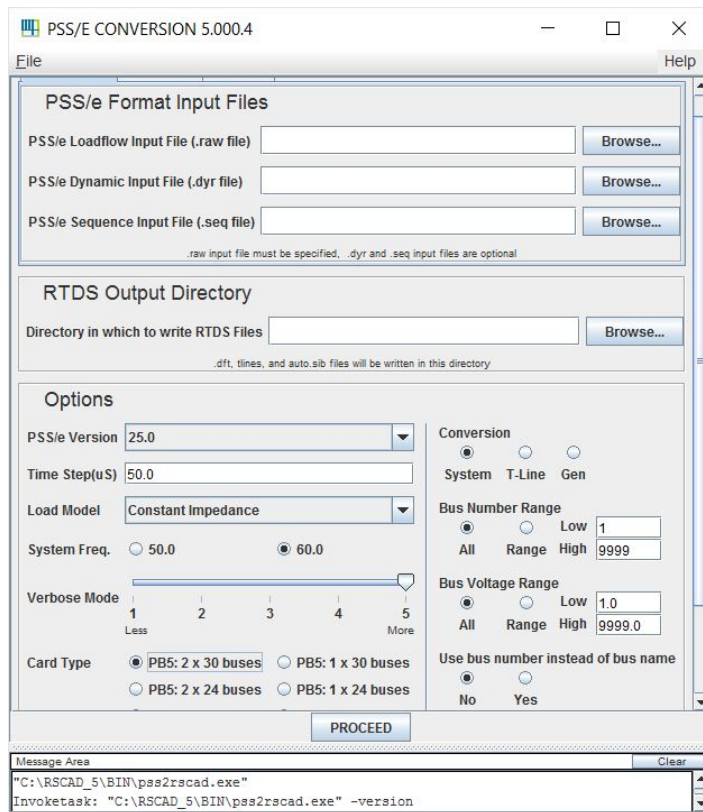 PSS/E CONVERSION 5.000.4
File Help
PSS/e Format Input Files
PSS/e Loadflow Input File (.raw file) Browse...
PSS/e Dynamic Input File (.dyr file) Browse...
PSS/e Sequence Input File (.seq file) Browse...
.raw input file must be specified, .dyr and .seq input files are optional
RTDS Output Directory
Directory in which to write RTDS Files Browse...
.dft, tlines, and auto.sib files will be written in this directory
Options
PSS/e Version 25.0
Time Step(uS) 50.0
Load Model Constant Impedance
System Freq. 50.0 60.0
Verbose Mode
1 2 3 4 5
Less More
Card Type PB5: 2 x 30 buses PB5: 1 x 30 buses
PB5: 2 x 24 buses PB5: 1 x 24 buses
Conversion
System T-Line Gen
Bus Number Range
Low 1
All Range High 9999
Bus Voltage Range
Low 1.0
All Range High 9999.0
Use bus number instead of bus name
No Yes
PROCEED
Message Area Clear
"C:\RSCAD_5\BIN\pss2rscad.exe"
Invoketask: "C:\RSCAD_5\BIN\pss2rscad.exe" -version